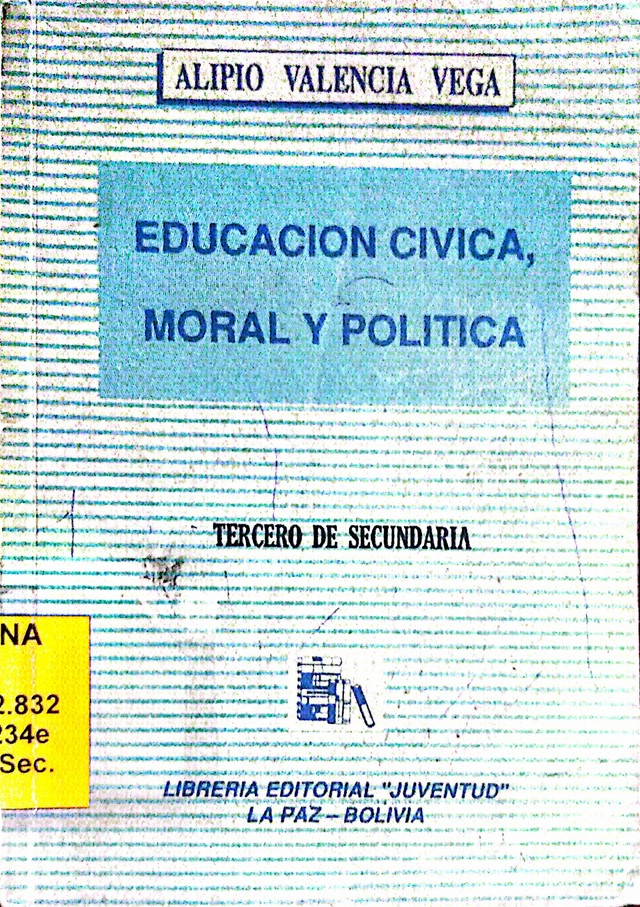 ALIPIO VALENCIA VEGA
EDUCACION CIVICA,
MORAL Y POLITICA
TERCERO DE SECUNDARIA
NA
2.832
234e
Sec.
LIBRERIA EDITORIAL "JUVENTUD"
LA PAZ – BOLIVIA